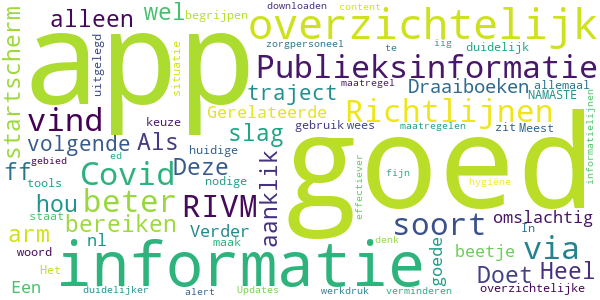 downloaden content
alleen wel begrijpen overzichtelijk
zorgpersoneel te iig duidelijk
startscherm app uitgelegd situatie Publieksinformatie
maatregel
traject Draaiboeken allemaal
Gerelateerde NAMASTE
vind Richtlijnen
volgende Als slag keuze gebruik wees maatregelen zit Meest
ff gebied Deze huidige goed informatielijnen
ed
Covid aanklik effectiever fijn hygiene
tools nodige
hou beter RIVM soort omslachtig
staat bereiken
arm nl Verder via In
woord maak goede denk beetje
Het informatie Doet Heel
Een duidelijker alert Updates werkdruk verminderen overzichtelijke